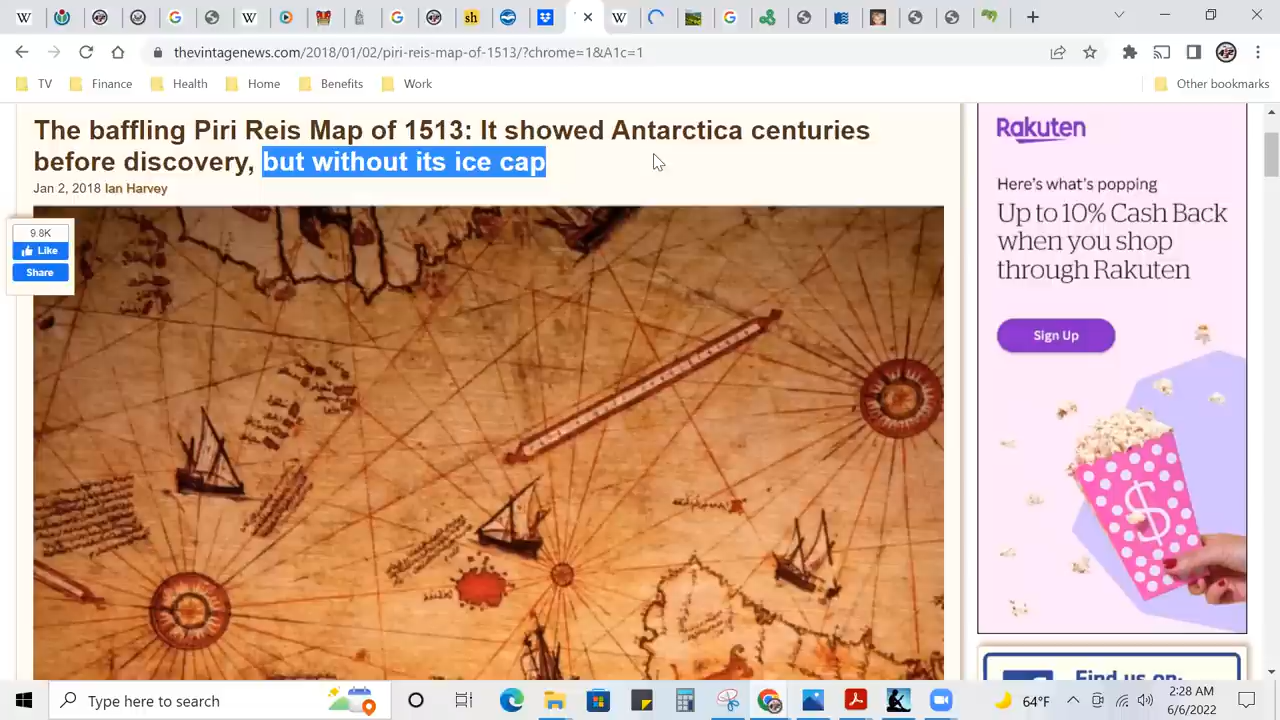 thevintagenews.com/2018/01/02/piri-reis-map-of-1513/?chrome=1&A1c=1
TV Finance Health Home Benefits Work Other bookmarks
The baffling Piri Reis Map of 1513: It showed Antarctica centuries
before discovery, but without its ice cap
Jan 2, 2018 Ian Harvey
9.8K
Like
Share
Rakuten
Here's what's popping
Up to 10% Cash Back
when you shop
through Rakuten
Sign Up
Find us on:
Type here to search
64°F
2:28 AM
6/6/2022